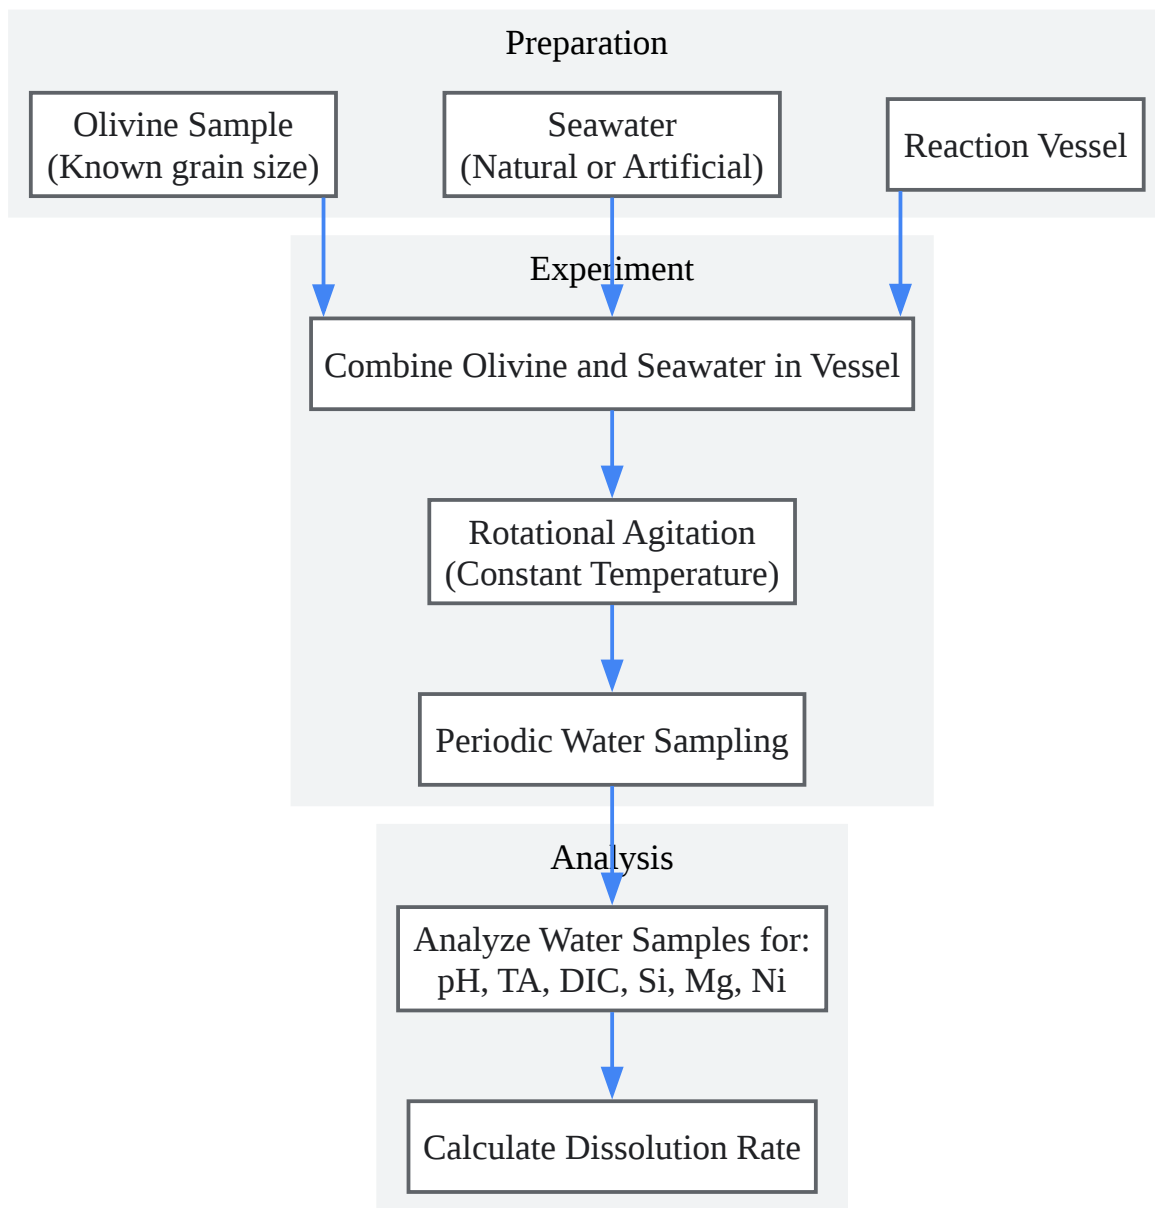 Preparation
Olivine Sample
(Known grain size)
Seawater
(Natural or Artificial)
Reaction Vessel
Experiment
Combine Olivine and Seawater in Vessel
Rotational Agitation
(Constant Temperature)
Periodic Water Sampling
Analysis
Analyze Water Samples for:
pH, TA, DIC, Si, Mg, Ni
Calculate Dissolution Rate